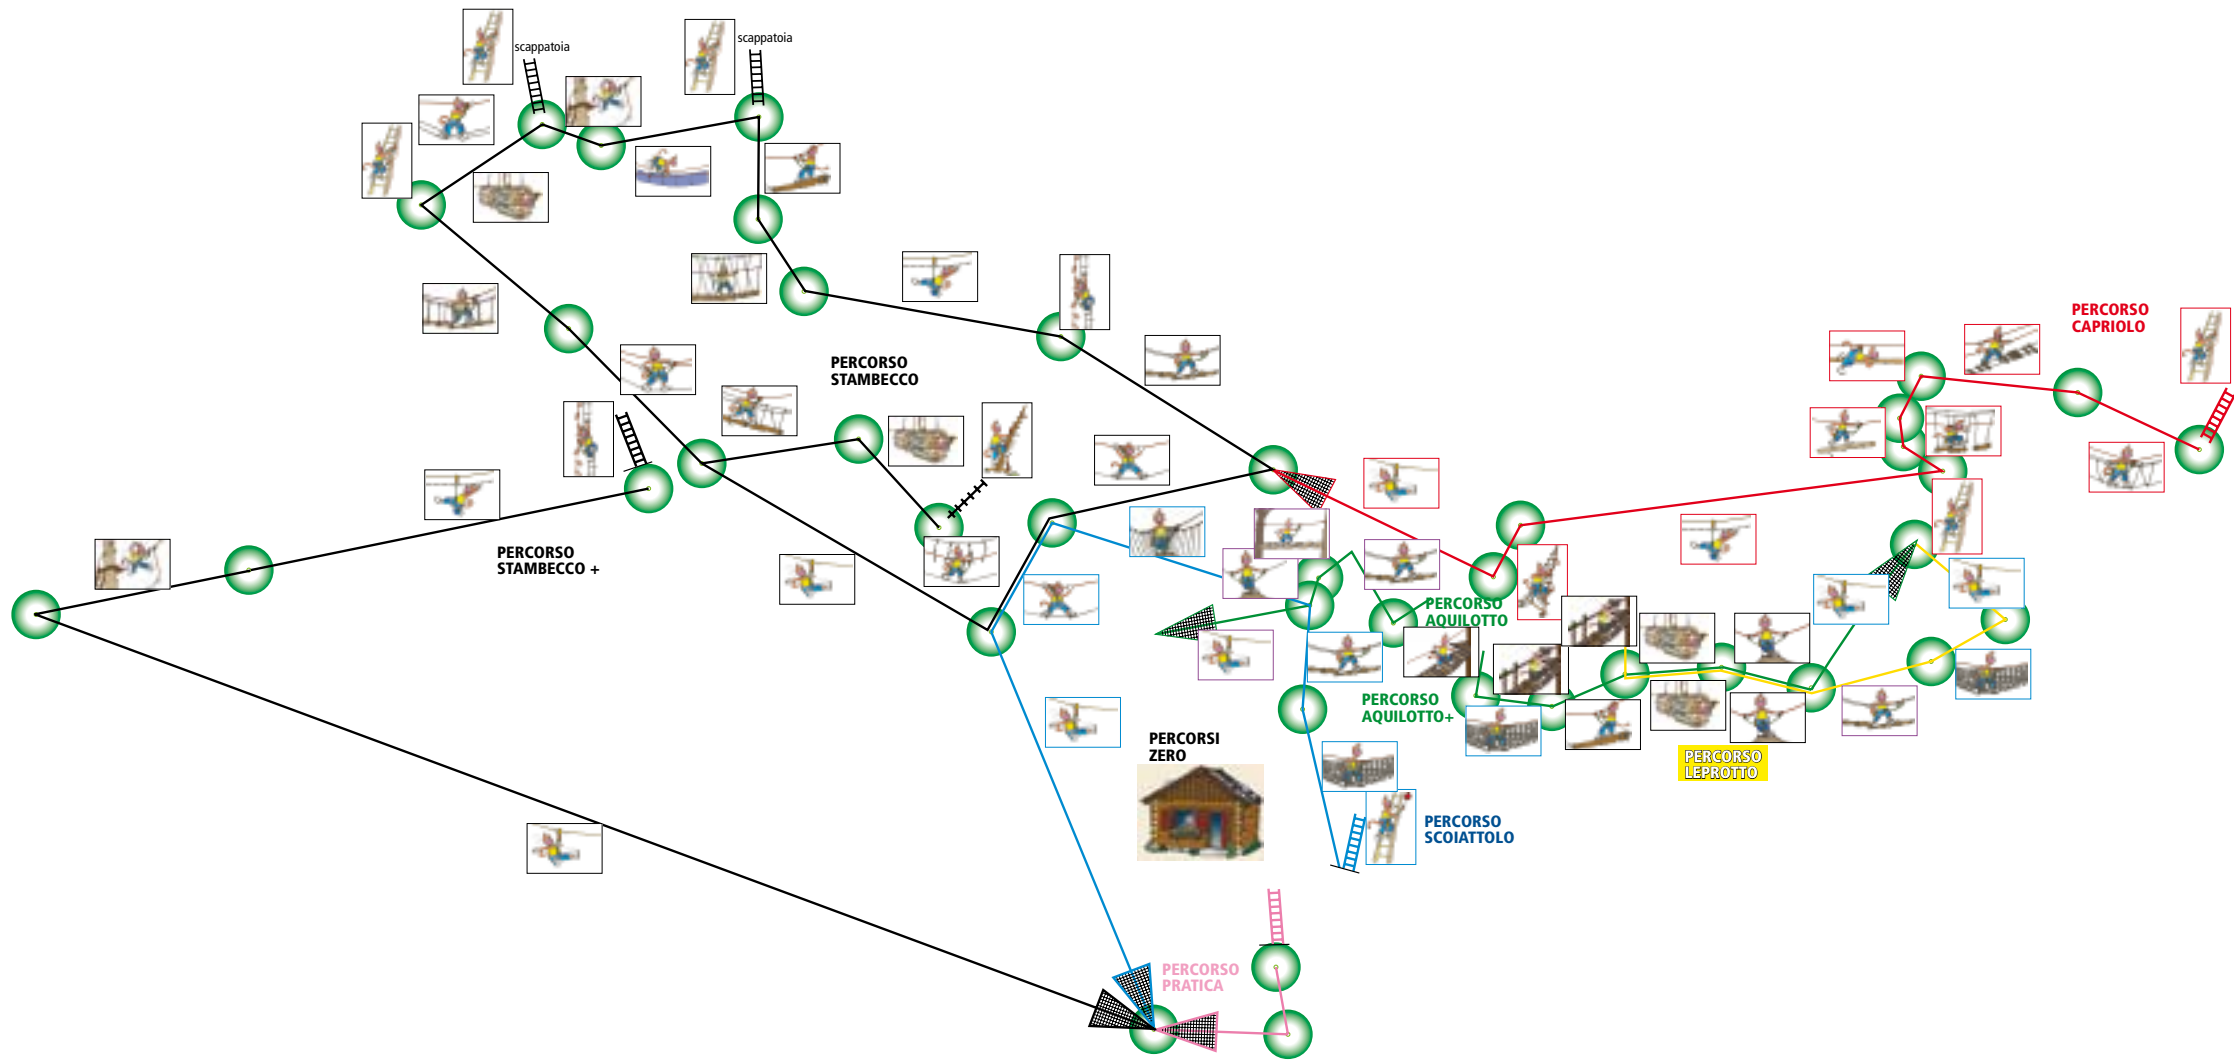 scappatoia
scappatoia
PERCORSO
CAPRIOLO
PERCORSO
STAMBECCO
PERCORSO
STAMBECCO +
PERCORSO
AQUILOTTO
PERCORSO
AQUILOTTO+
PERCORSI
ZERO
PERCORSO
LEPROTTO
PERCORSO
SCOIATTOLO
PERCORSO
PRATICA